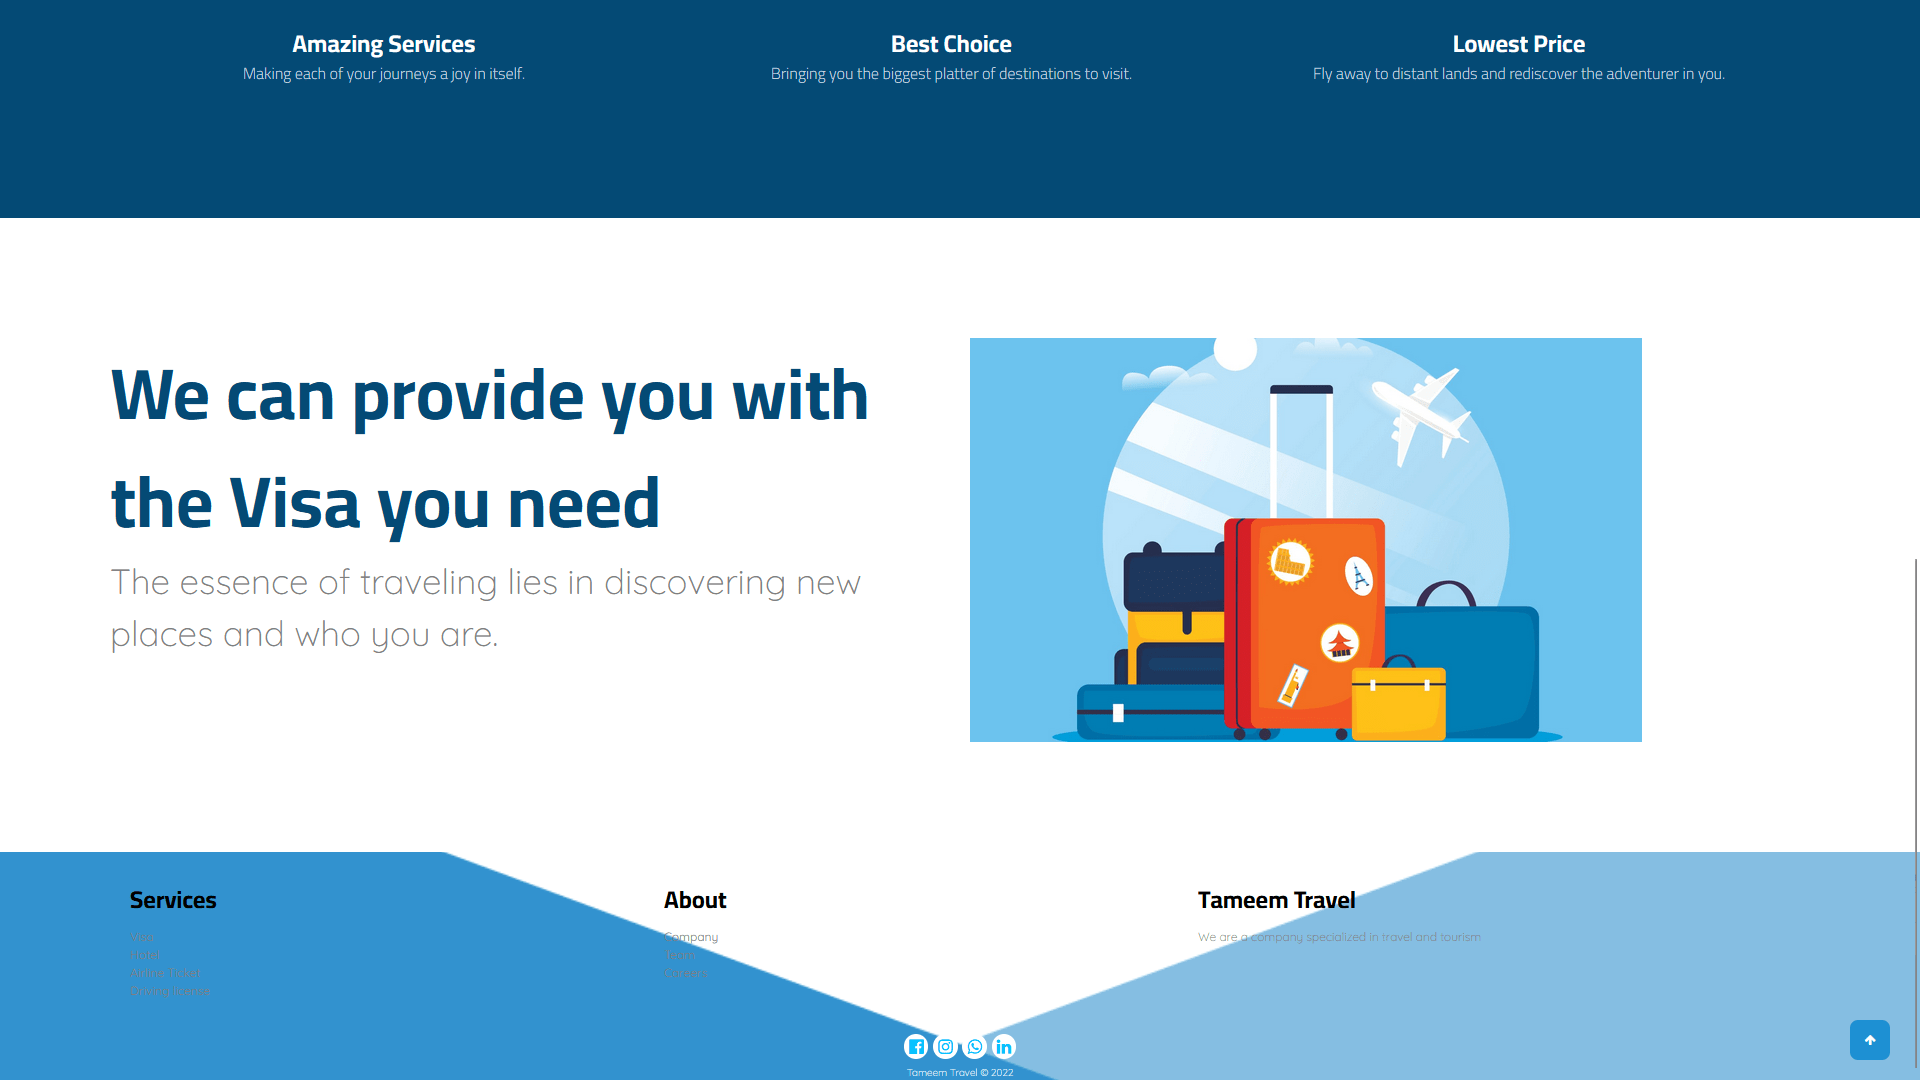 Amazing Services
Making each of your journeys a joy in itself.
Best Choice
Bringing you the biggest platter of destinations to visit.
Lowest Price
Fly away to distant lands and rediscover the adventurer in you.
We can provide you with
the Visa you need
The essence of traveling lies in discovering new
places and who you are.
Services
Visa
Hotel
Airline Ticket
About
Company
Team
Careers
Tameem Travel
We are a company specialized in travel and tourism
Tameem Travel © 2022